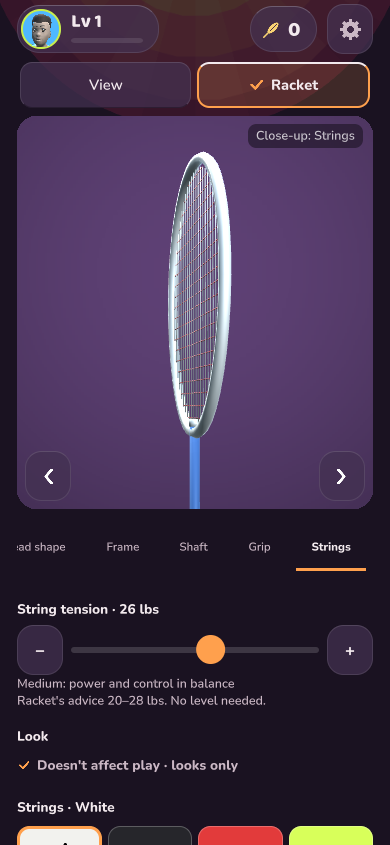 Lv 1
0
View
Racket
Close-up: Strings
ead shape Frame Shaft Grip Strings
String tension · 26 lbs
Medium: power and control in balance
Racket's advice 20–28 lbs. No level needed.
Look
Doesn't affect play · looks only
Strings · White